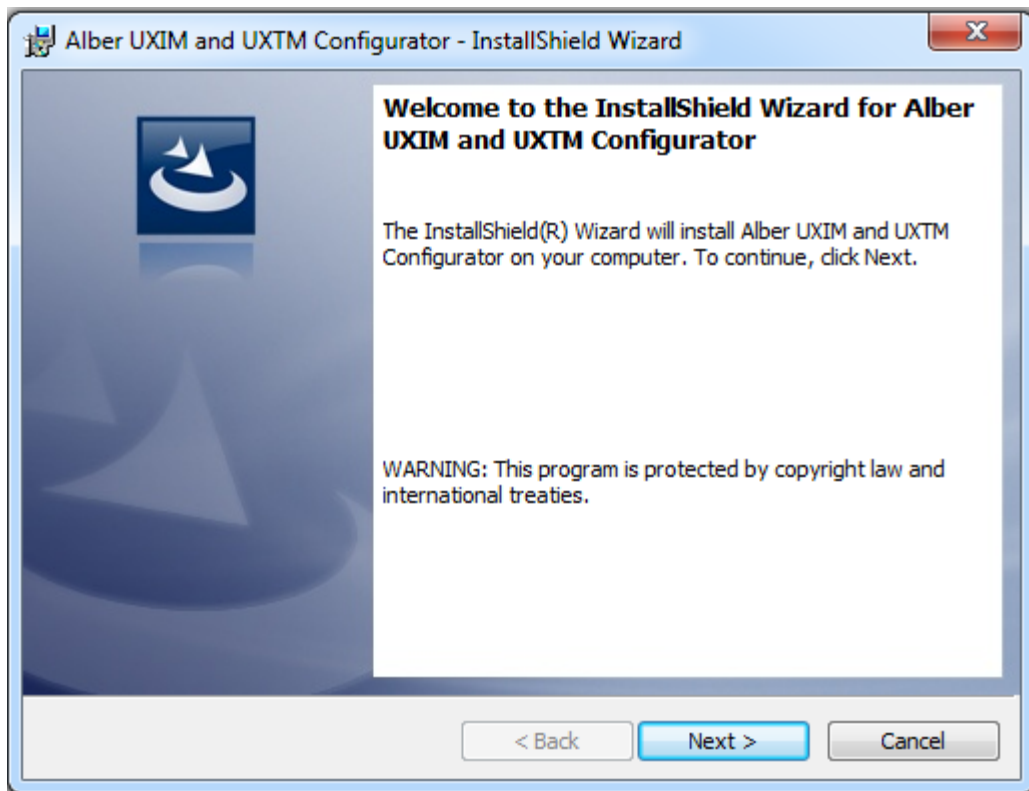 Alber UXIM and UXTM Configurator - InstallShield Wizard
Welcome to the InstallShield Wizard for Alber
UXIM and UXTM Configurator
The InstallShield(R) Wizard will install Alber UXIM and UXTM
Configurator on your computer. To continue, click Next.
WARNING: This program is protected by copyright law and
international treaties.
< Back
Next >
Cancel